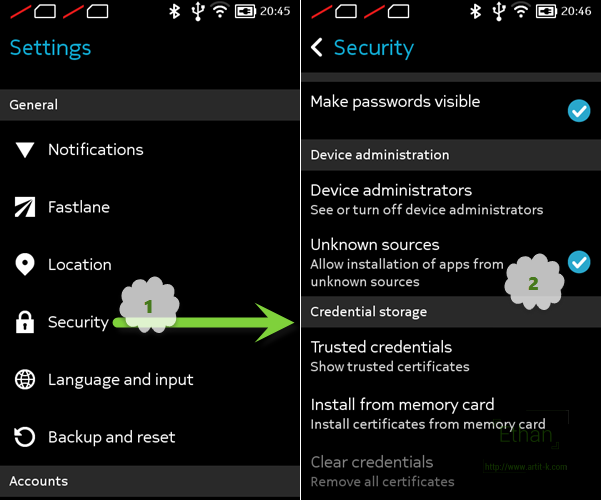 20:45
Settings
General
Notifications
Fastlane
Location
1
Security
Language and input
Backup and reset
Accounts
20:46
Security
Make passwords visible
Device administration
Device administrators
See or turn off device administrators
Unknown sources
Allow installation of apps from
unknown sources
2
Credential storage
Trusted credentials
Show trusted certificates
Install from memory card
Install certificates from memory card
Ethan
Clear credentials
http://www.artit-k.com
Remove all certificates